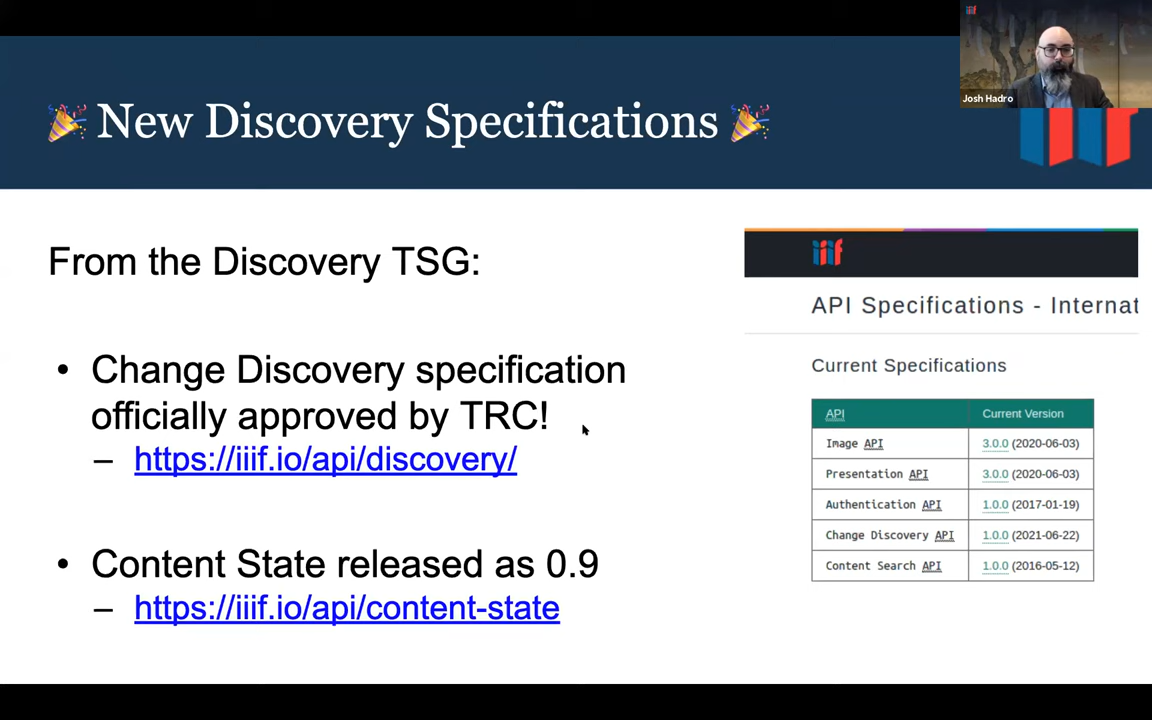 iiif
Josh Hadro
🎉 New Discovery Specifications 🎉
iiif
From the Discovery TSG:
• Change Discovery specification
officially approved by TRC!
– https://iiif.io/api/discovery/
• Content State released as 0.9
– https://iiif.io/api/content-state
iiif
API Specifications - Internat
Current Specifications
API Current Version
Image API 3.0.0 (2020-06-03)
Presentation API 3.0.0 (2020-06-03)
Authentication API 1.0.0 (2017-01-19)
Change Discovery API 1.0.0 (2021-06-22)
Content Search API 1.0.0 (2016-05-12)